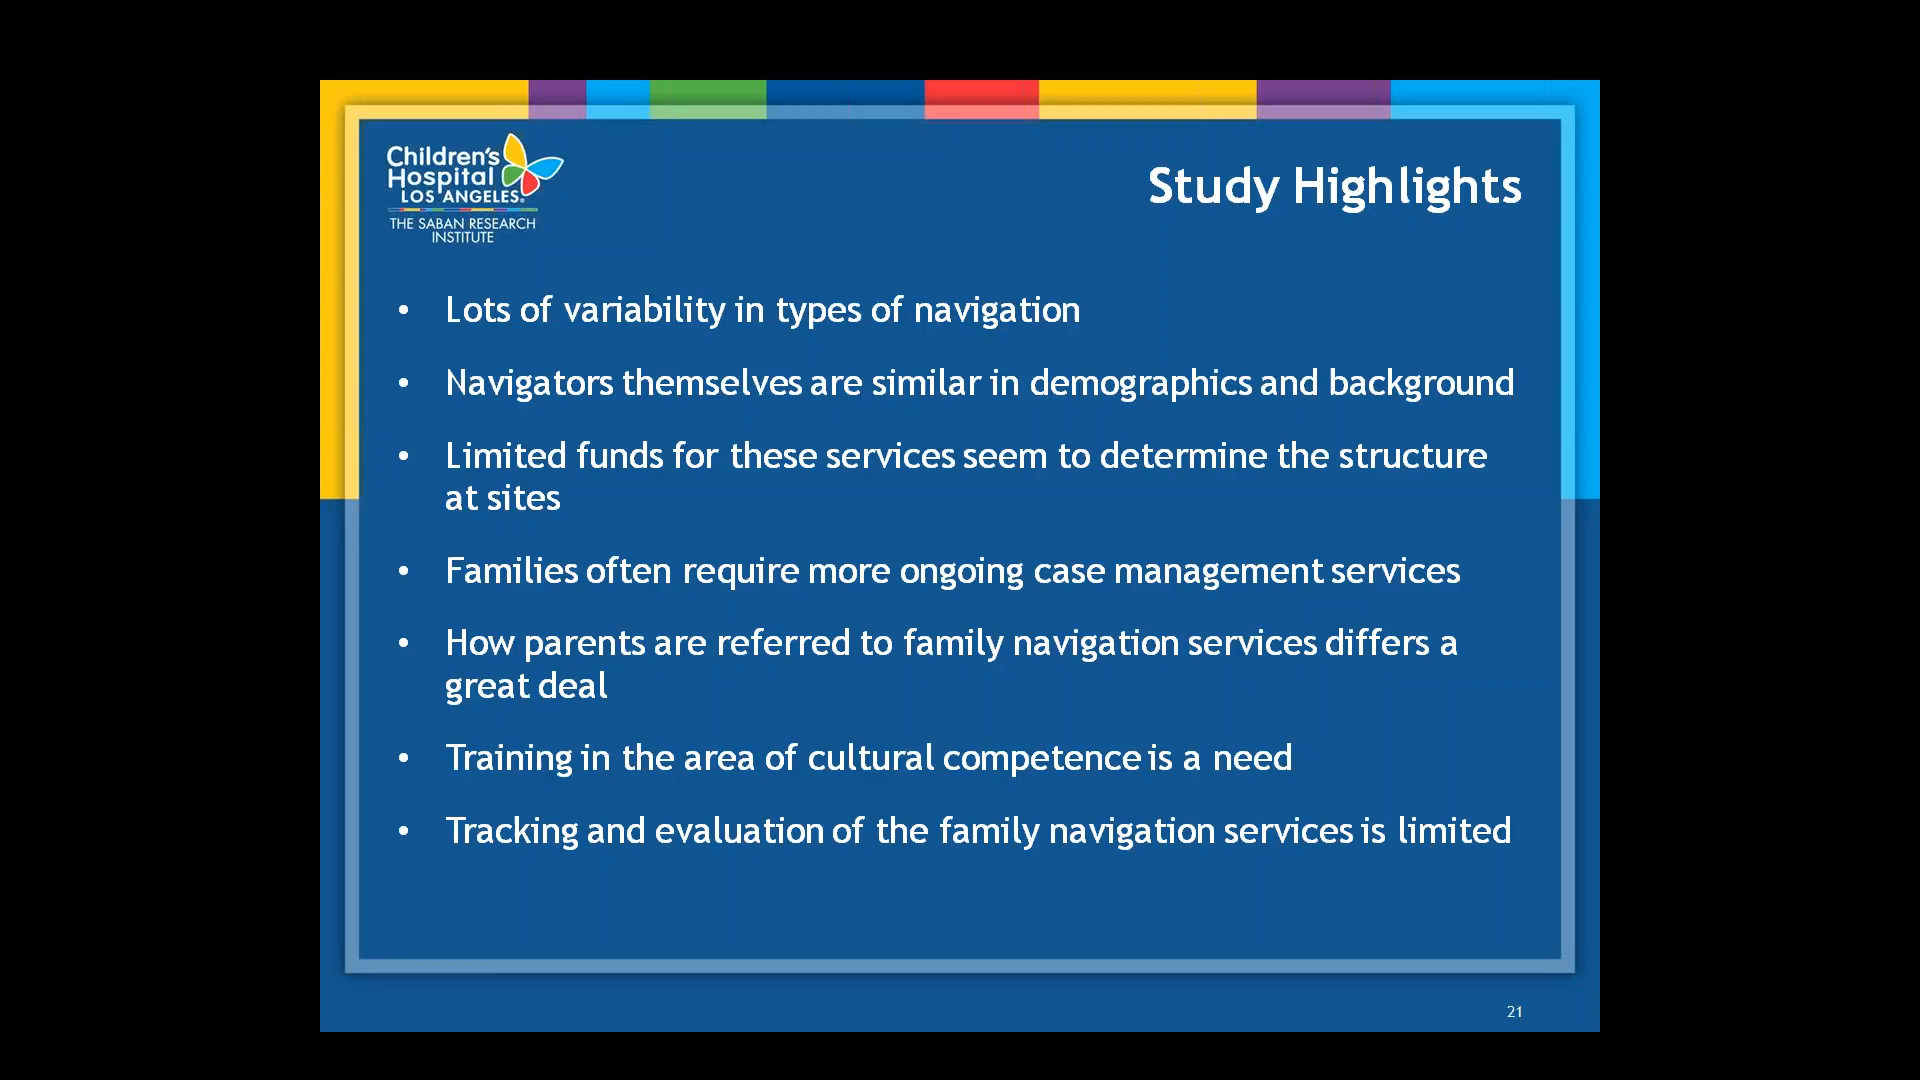 Children's
Hospital
LOS ANGELES®
THE SABAN RESEARCH
INSTITUTE
Study Highlights
• Lots of variability in types of navigation
• Navigators themselves are similar in demographics and background
• Limited funds for these services seem to determine the structure
at sites
• Families often require more ongoing case management services
• How parents are referred to family navigation services differs a
great deal
• Training in the area of cultural competence is a need
• Tracking and evaluation of the family navigation services is limited
21